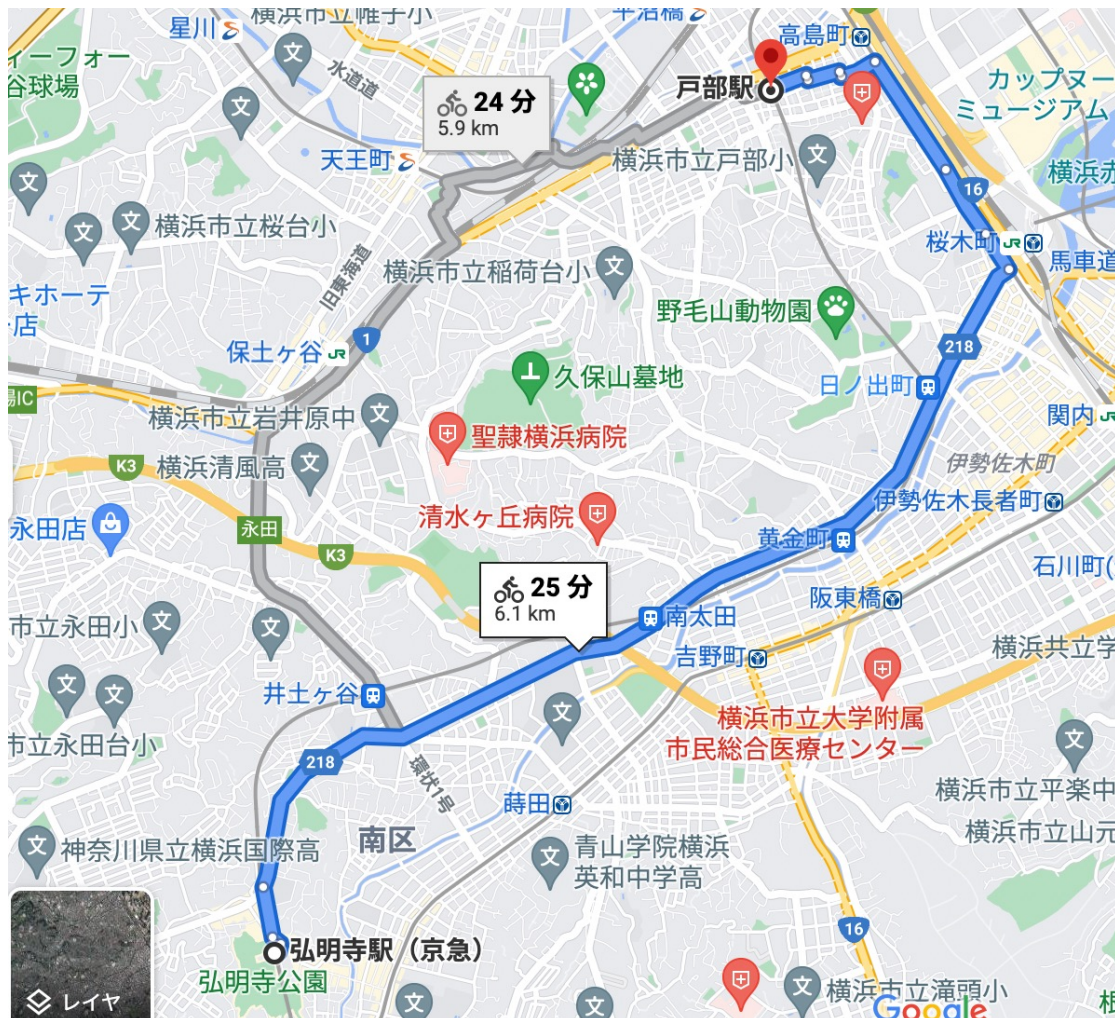 横浜市立帷子小
平沼橋
星川
高島町
ィーフォー
谷球場
水道道
戸部駅
カップヌー
ミュージアム
24 分
5.9 km
天王町
横浜市立戸部小
16
横浜赤
横浜市立桜台小
桜木町
JR
馬車道
横浜市立稲荷台小
旧東海道
キホーテ
店
野毛山動物園
1
保土ヶ谷
JR
218
久保山墓地
日ノ出町
場IC
横浜市立岩井原中
関内
聖隷横浜病院
K3
横浜清風高
伊勢佐木町
伊勢佐木長者町
永田店
永田
清水ヶ丘病院
黄金町
K3
石川町(
25 分
6.1 km
阪東橋
市立永田小
南太田
吉野町
横浜共立学
井土ヶ谷
横浜市立大学附属
市民総合医療センター
市立永田台小
218
環状1号
蒔田
横浜市立平楽中
南区
横浜市立山元
神奈川県立横浜国際高
青山学院横浜
英和中学高
16
弘明寺駅（京急）
弘明寺公園
レイヤ
横浜市立滝頭小
Google
根